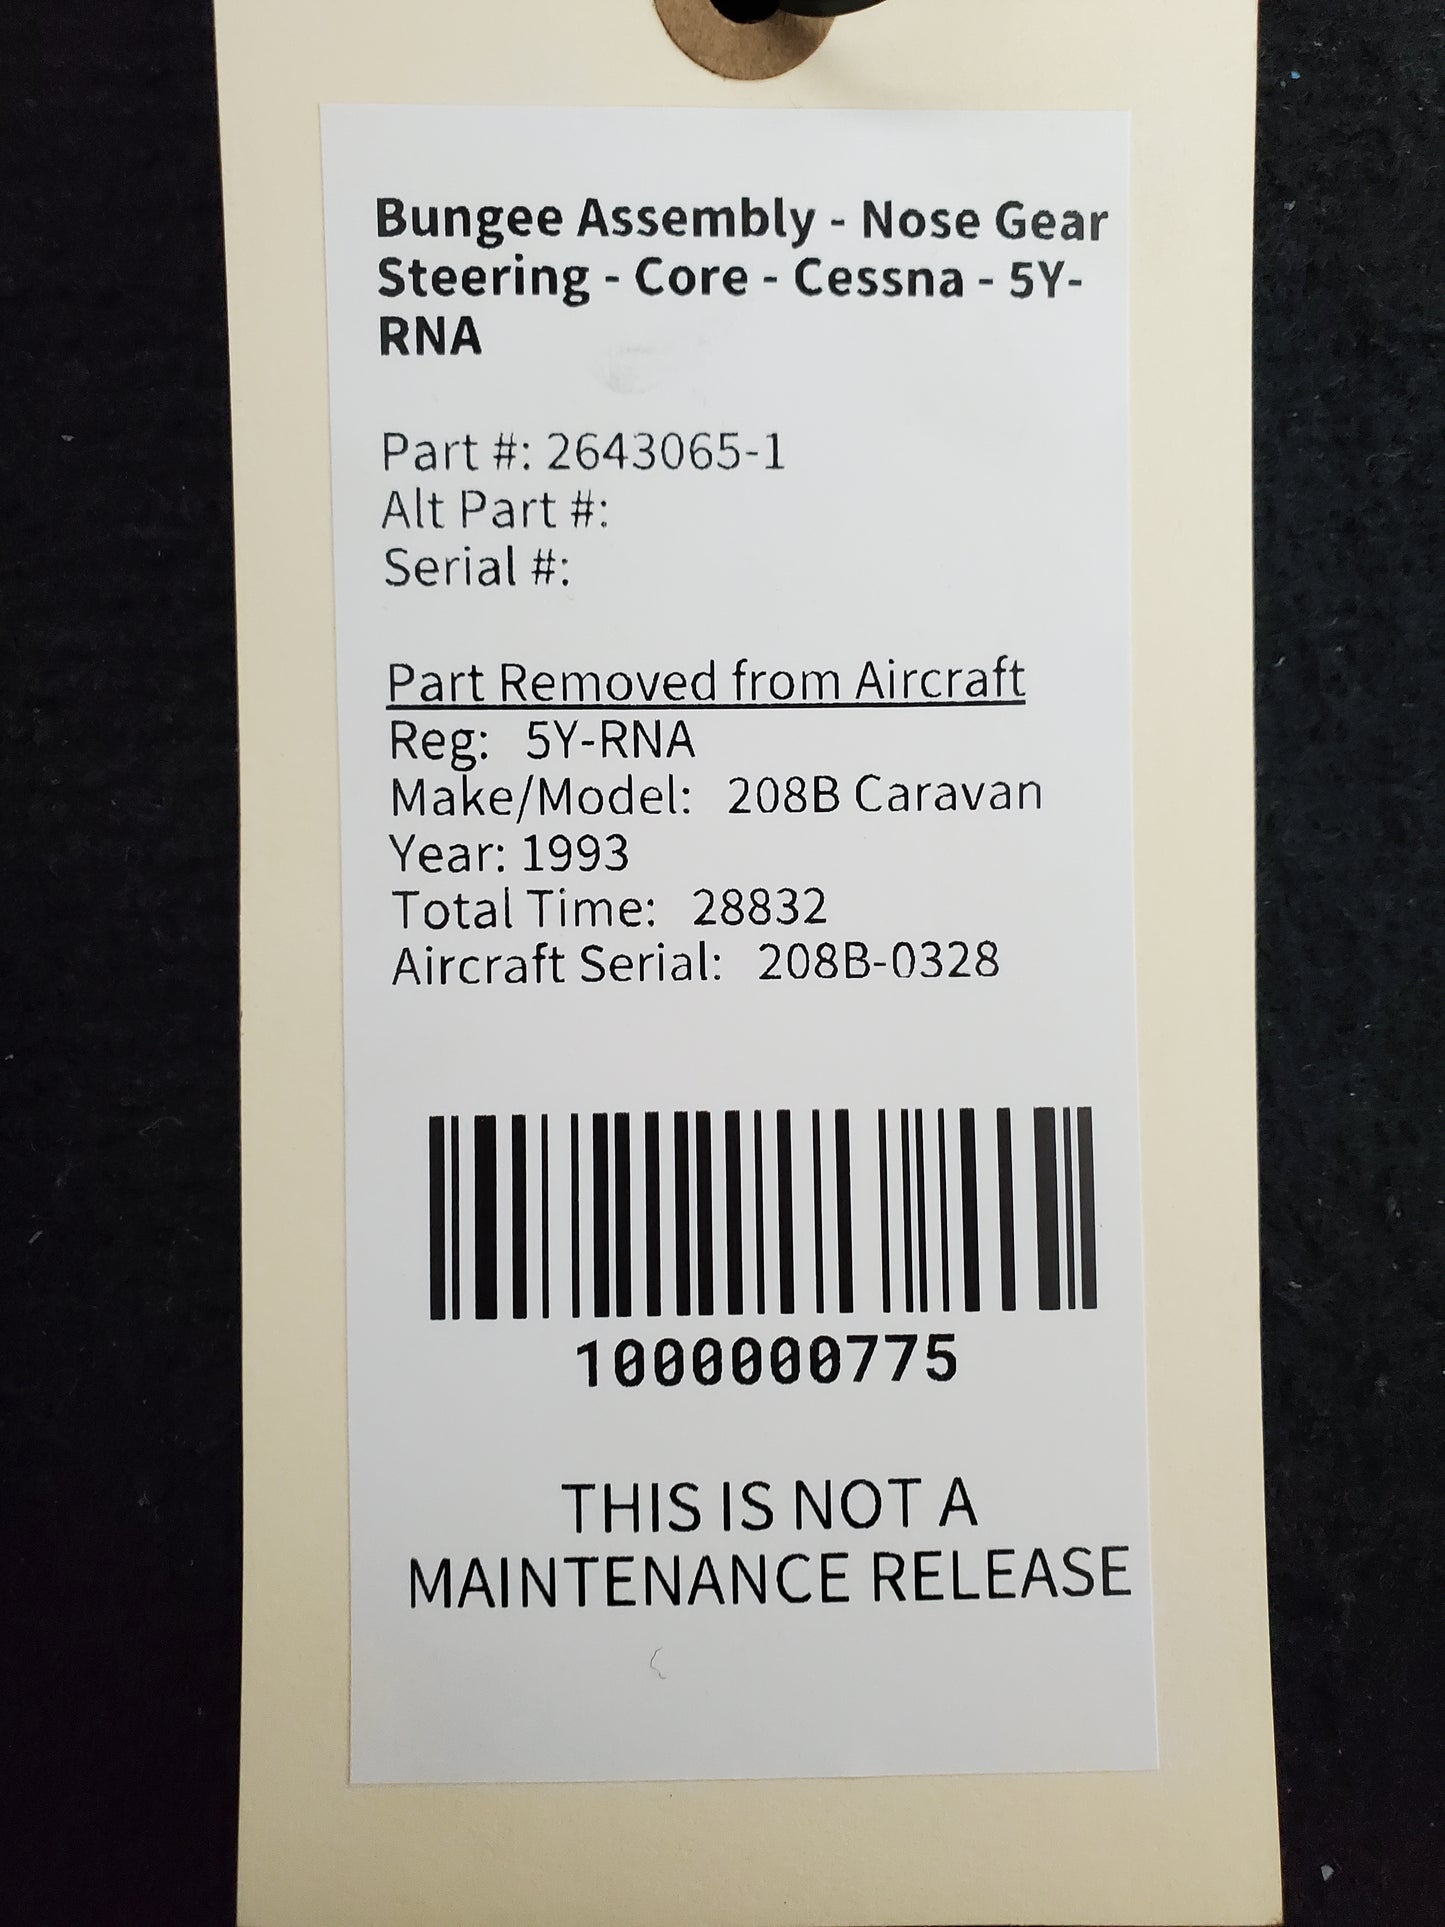 Bungee Assembly - Nose Gear
Steering - Core - Cessna - 5Y-
RNA
Part #: 2643065-1
Alt Part #:
Serial #:
Part Removed from Aircraft
Reg: 5Y-RNA
Make/Model: 208B Caravan
Year: 1993
Total Time: 28832
Aircraft Serial: 208B-0328
1000000775
THIS IS NOT A
MAINTENANCE RELEASE